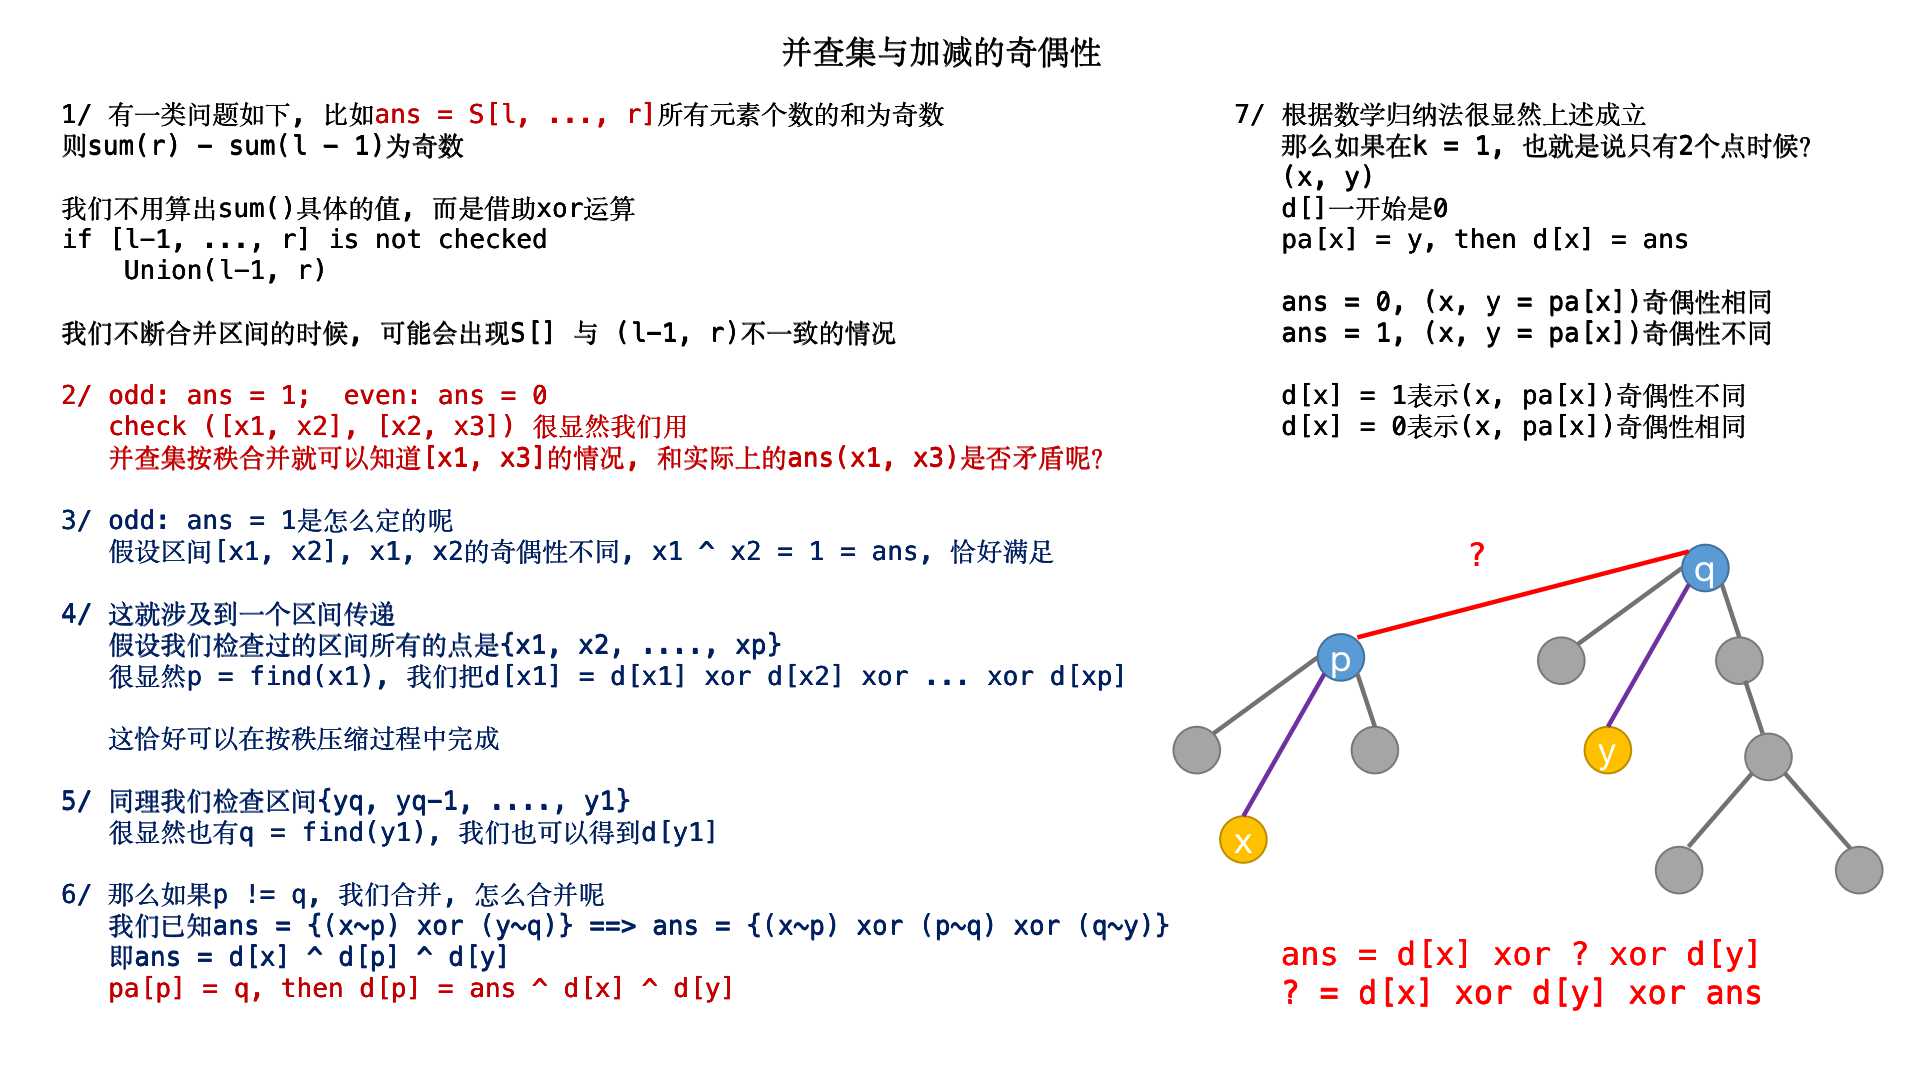 并查集与加减的奇偶性
1/ 有一类问题如下, 比如ans = S[l, ..., r]所有元素个数的和为奇数
则sum(r) - sum(l - 1)为奇数
我们不用算出sum()具体的值, 而是借助xor运算
if [l-1, ..., r] is not checked
Union(l-1, r)
我们不断合并区间的时候, 可能会出现S[] 与 (l-1, r)不一致的情况
2/ odd: ans = 1;  even: ans = 0
check ([x1, x2], [x2, x3]) 很显然我们用
并查集按秩合并就可以知道[x1, x3]的情况, 和实际上的ans(x1, x3)是否矛盾呢?
3/ odd: ans = 1是怎么定的呢
假设区间[x1, x2], x1, x2的奇偶性不同, x1 ^ x2 = 1 = ans, 恰好满足
4/ 这就涉及到一个区间传递
假设我们检查过的区间所有的点是{x1, x2, ...., xp}
很显然p = find(x1), 我们把d[x1] = d[x1] xor d[x2] xor ... xor d[xp]
这恰好可以在按秩压缩过程中完成
5/ 同理我们检查区间{yq, yq-1, ...., y1}
很显然也有q = find(y1), 我们也可以得到d[y1]
6/ 那么如果p != q, 我们合并, 怎么合并呢
我们已知ans = {(x~p) xor (y~q)} ==> ans = {(x~p) xor (p~q) xor (q~y)}
即ans = d[x] ^ d[p] ^ d[y]
pa[p] = q, then d[p] = ans ^ d[x] ^ d[y]
7/ 根据数学归纳法很显然上述成立
那么如果在k = 1, 也就是说只有2个点时候?
(x, y)
d[]一开始是0
pa[x] = y, then d[x] = ans
ans = 0, (x, y = pa[x])奇偶性相同
ans = 1, (x, y = pa[x])奇偶性不同
d[x] = 1表示(x, pa[x])奇偶性不同
d[x] = 0表示(x, pa[x])奇偶性相同
?
q
p
y
x
ans = d[x] xor ? xor d[y]
? = d[x] xor d[y] xor ans